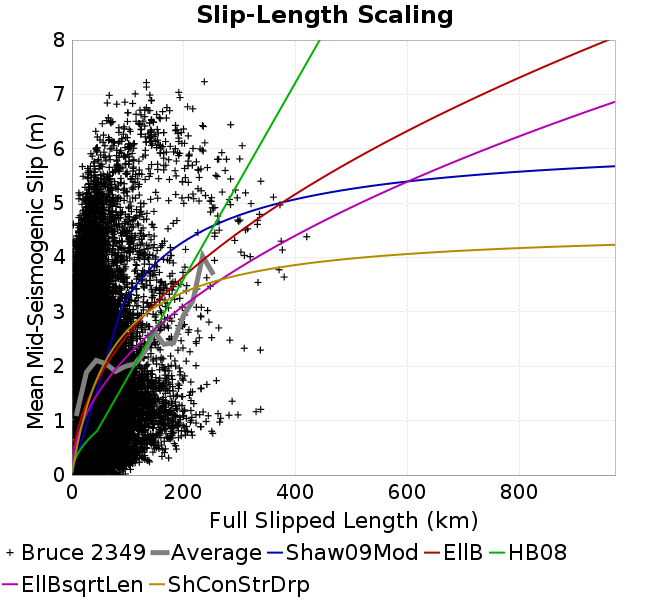 Slip-Length Scaling
8
7
6
5
4
3
2
1
0
Mean Mid-Seismogenic Slip (m)
0 200 400 600 800
Full Slipped Length (km)
Bruce 2349 Average Shaw09Mod EllB HB08
EllBsqrtLen ShConStrDrp